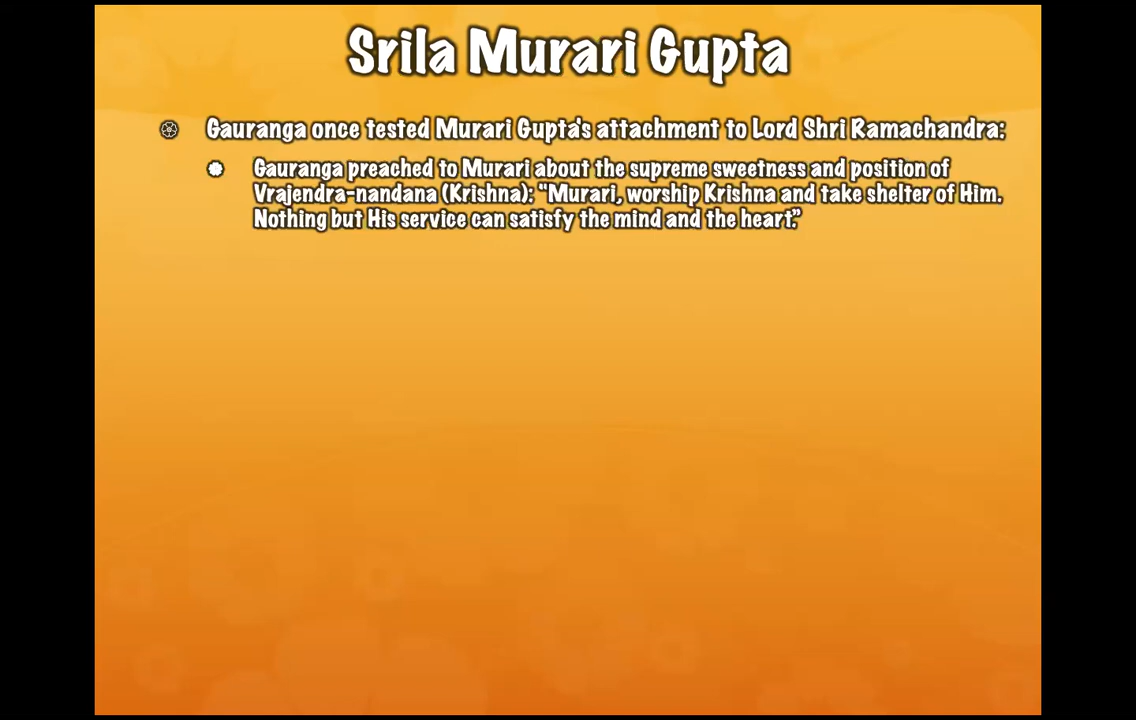 Srila Murari Gupta
Gauranga once tested Murari Gupta's attachment to Lord Shri Ramachandra:
Gauranga preached to Murari about the supreme sweetness and position of
Vrajendra-nandana (Krishna): "Murari, worship Krishna and take shelter of Him.
Nothing but His service can satisfy the mind and the heart."